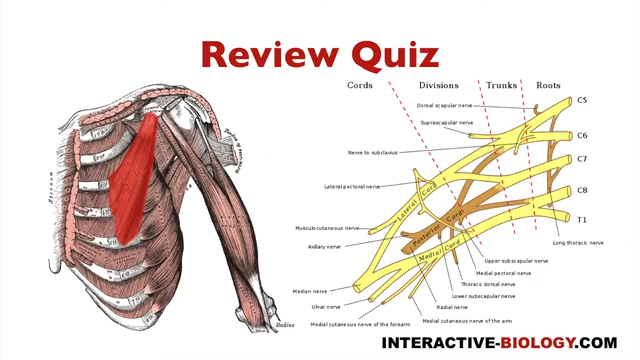 Review Quiz
Cords
Divisions
Trunks
Roots
Dorsal scapular nerve
C5
Suprascapular nerve
C6
Nerve to subclavius
C7
Lateral pectoral nerve
Lateral Cord
C8
Musculocutaneous nerve
Posterior Cord
T1
Axillary nerve
Medial Cord
Long thoracic nerve
Upper subscapular nerve
Medial pectoral nerve
Thoraco dorsal nerve
Median nerve
Lower subscapular nerve
Ulnar nerve
Radial nerve
Medial cutaneous nerve of the forearm
Medial cutaneous nerve of the arm
Sternum
Radius
INTERACTIVE-BIOLOGY.COM